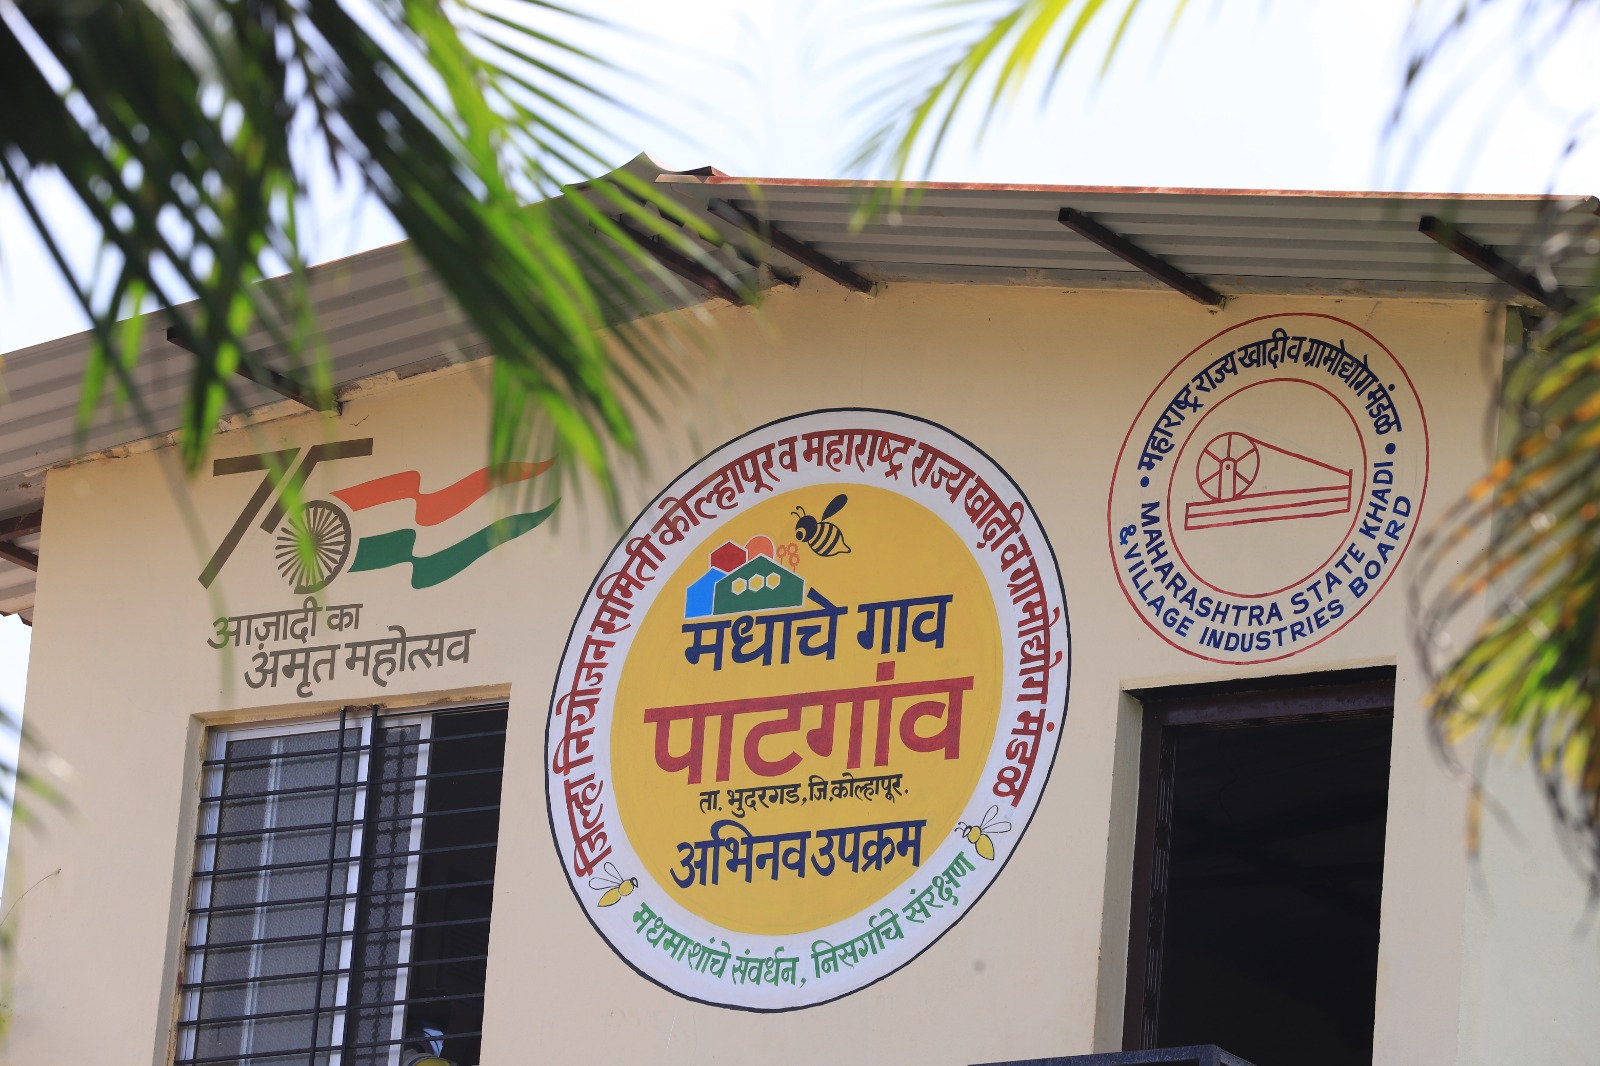 75
आज़ादी का
अमृत महोत्सव
जिल्हा नियोजन समिती कोल्हापूर व महाराष्ट्र राज्य खादी व ग्रामोद्योग मंडळ
मधाचे गाव
पाटगांव
ता. भुदरगड, जि.कोल्हापूर.
अभिनव उपक्रम
मधमाशांचे संवर्धन, निसर्गाचे संरक्षण
• महाराष्ट्र राज्य खादी व ग्रामोद्योग मंडळ •
MAHARASHTRA STATE KHADI
& VILLAGE INDUSTRIES BOARD